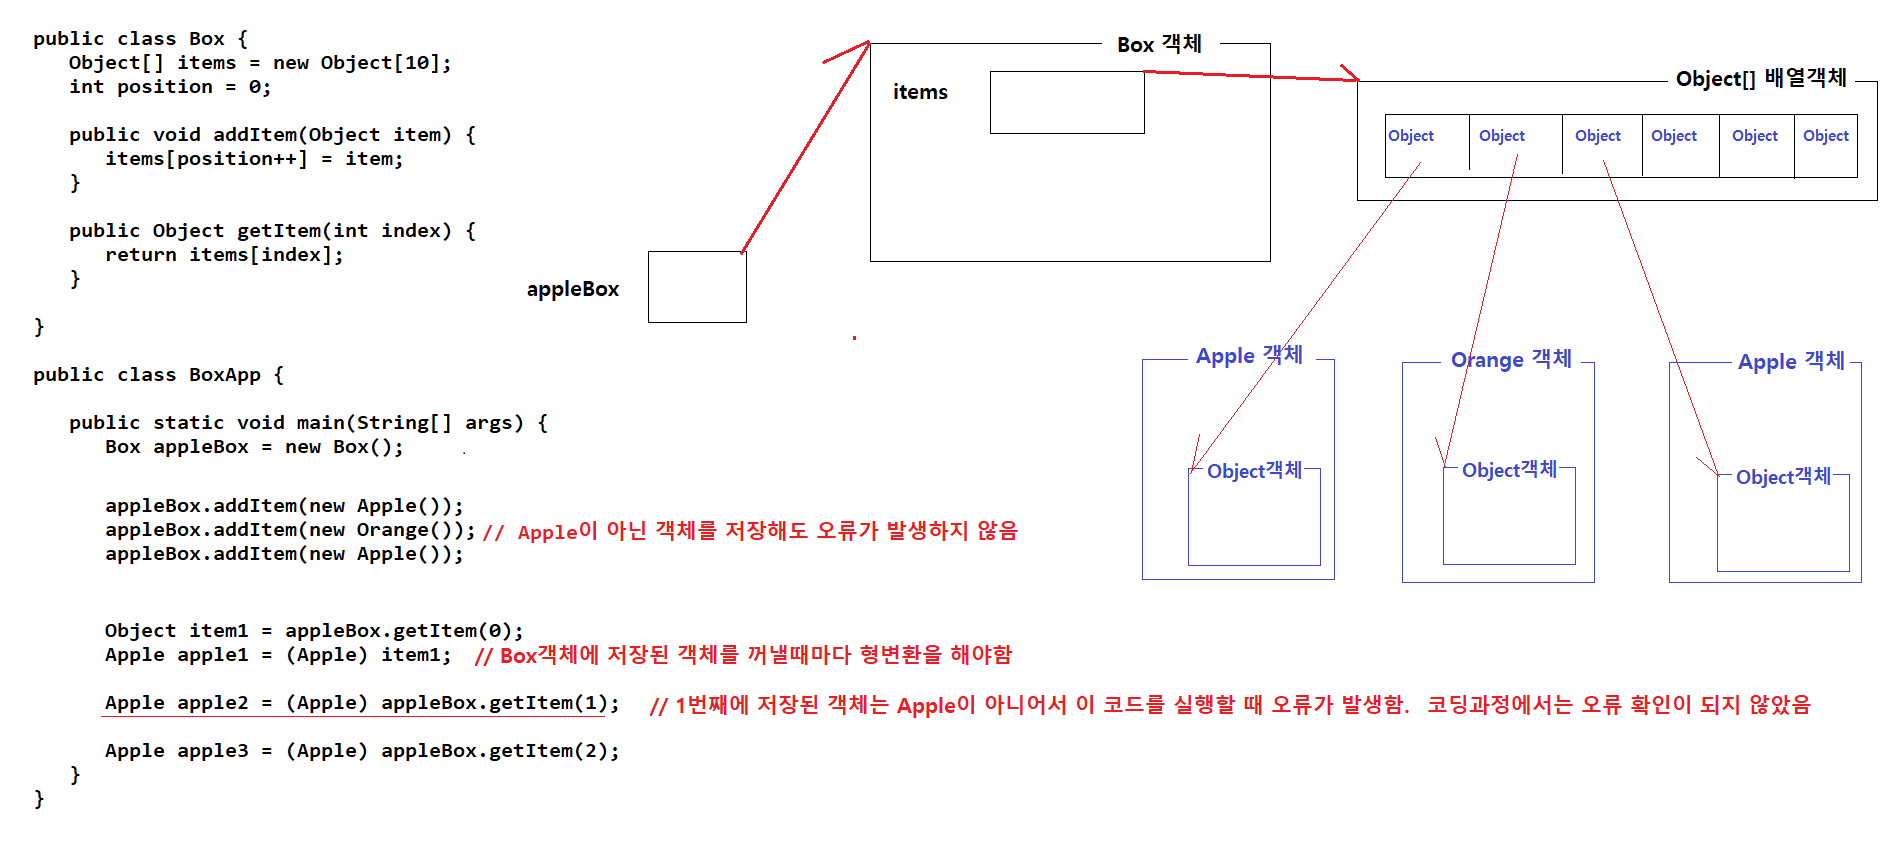 public class Box {
Object[] items = new Object[10];
int position = 0;
public void addItem(Object item) {
items[position++] = item;
}
public Object getItem(int index) {
return items[index];
}
}
public class BoxApp {
public static void main(String[] args) {
Box appleBox = new Box();
appleBox.addItem(new Apple());
appleBox.addItem(new Orange()); // Apple이 아닌 객체를 저장해도 오류가 발생하지 않음
appleBox.addItem(new Apple());
Object item1 = appleBox.getItem(0);
Apple apple1 = (Apple) item1; // Box객체에 저장된 객체를 꺼낼때마다 형변환을 해야함
Apple apple2 = (Apple) appleBox.getItem(1); // 1번째에 저장된 객체는 Apple이 아니어서 이 코드를 실행할 때 오류가 발생함. 코딩과정에서는 오류 확인이 되지 않았음
Apple apple3 = (Apple) appleBox.getItem(2);
}
}
appleBox
Box 객체
items
Object[] 배열객체
Object Object Object Object Object Object
Apple 객체
Object객체
Orange 객체
Object객체
Apple 객체
Object객체